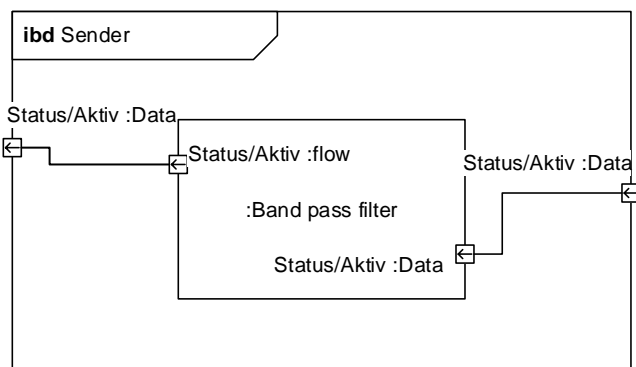 ibd Sender
Status/Aktiv :Data
Status/Aktiv :flow
Status/Aktiv :Data
:Band pass filter
Status/Aktiv :Data